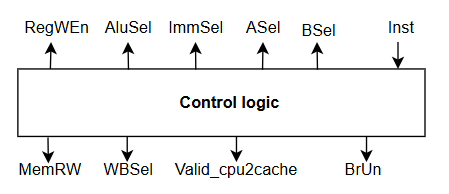 RegWEn AluSel ImmSel ASel BSel Inst
Control logic
MemRW WBSel Valid_cpu2cache BrUn